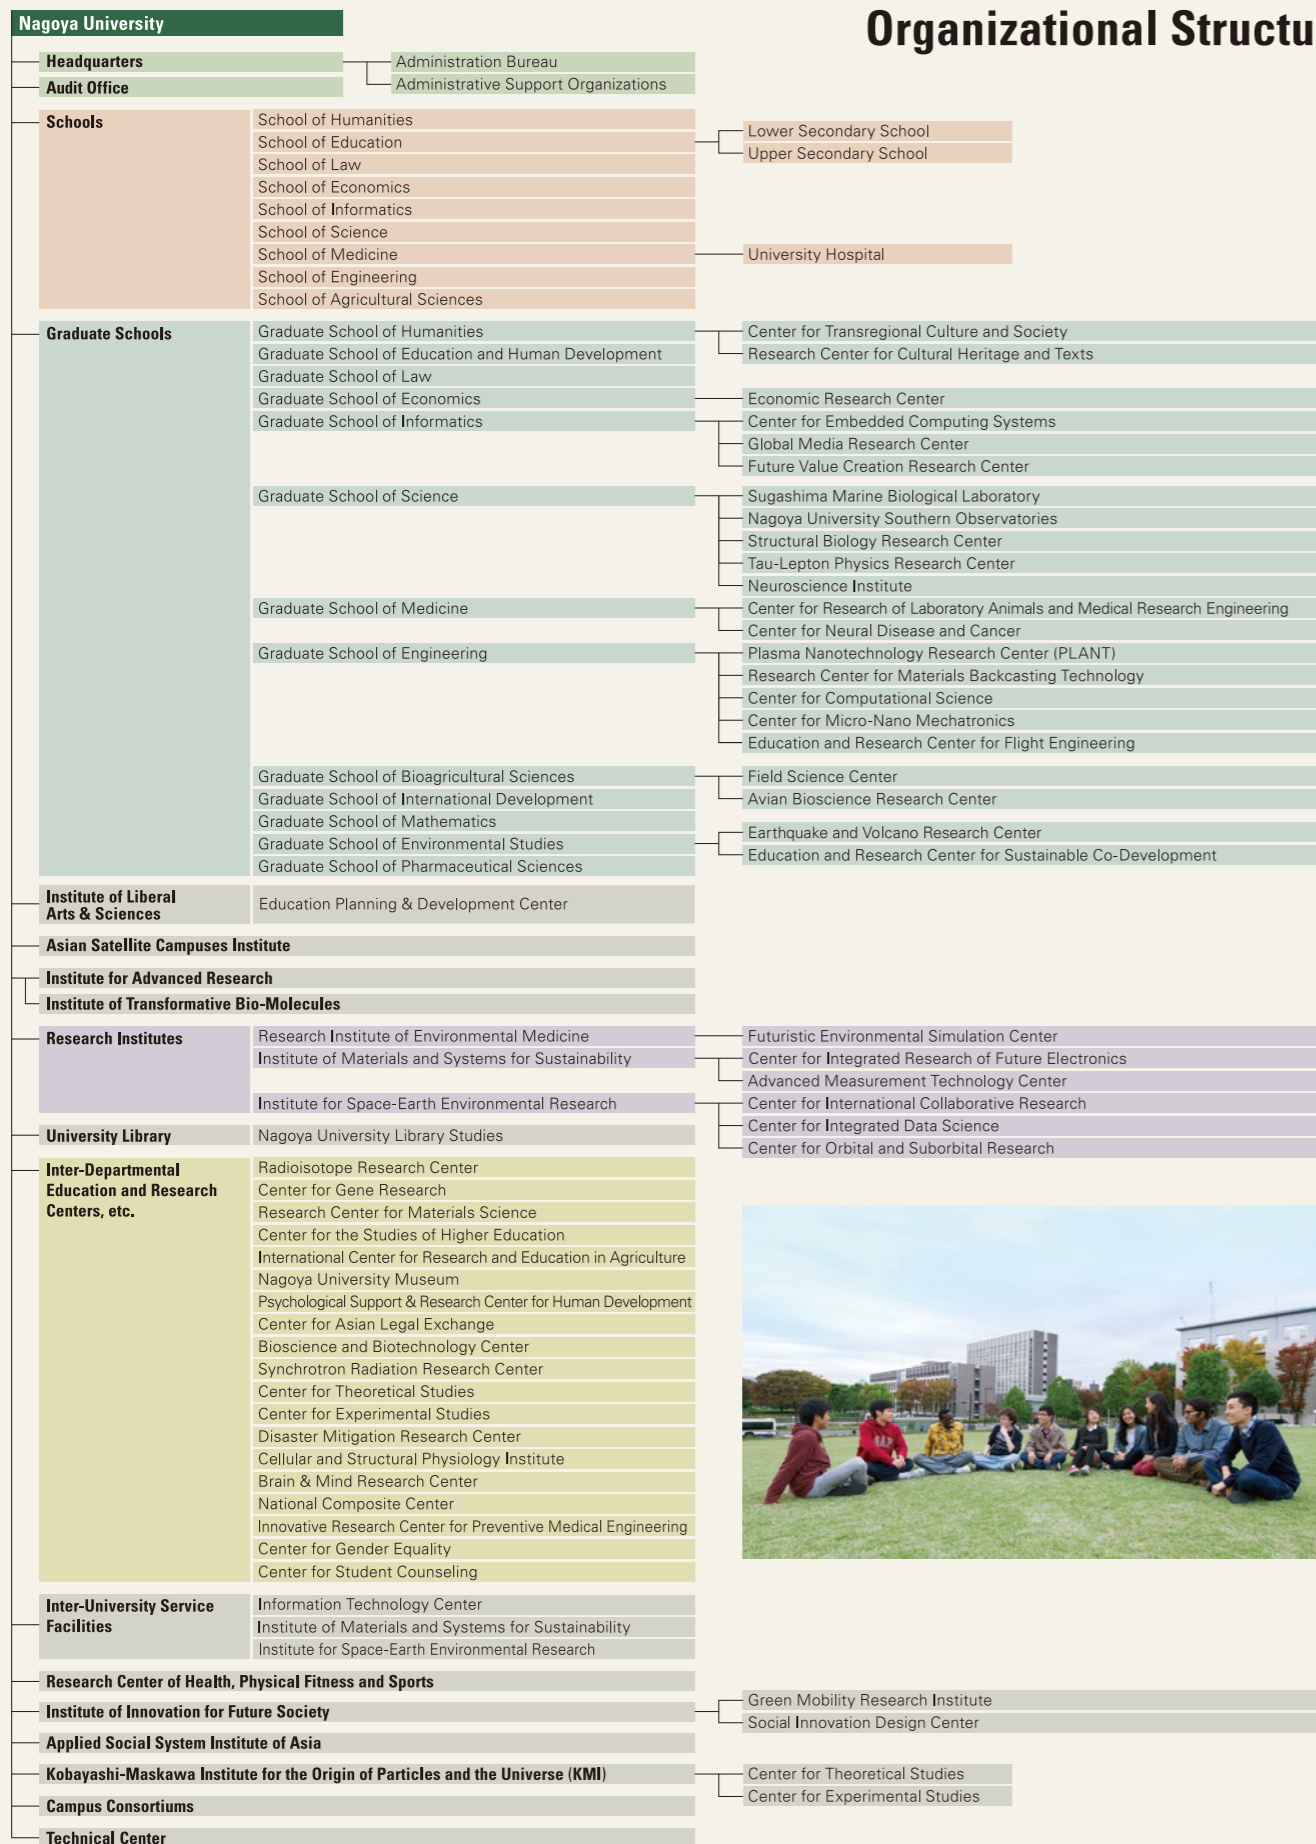 Organizational Structu
Nagoya University
Headquarters
Administration Bureau
Administrative Support Organizations
Audit Office
Schools
School of Humanities
School of Education
Lower Secondary School
Upper Secondary School
School of Law
School of Economics
School of Informatics
School of Science
School of Medicine
University Hospital
School of Engineering
School of Agricultural Sciences
Graduate Schools
Graduate School of Humanities
Center for Transregional Culture and Society
Research Center for Cultural Heritage and Texts
Graduate School of Education and Human Development
Graduate School of Law
Graduate School of Economics
Economic Research Center
Graduate School of Informatics
Center for Embedded Computing Systems
Global Media Research Center
Future Value Creation Research Center
Graduate School of Science
Sugashima Marine Biological Laboratory
Nagoya University Southern Observatories
Structural Biology Research Center
Tau-Lepton Physics Research Center
Neuroscience Institute
Graduate School of Medicine
Center for Research of Laboratory Animals and Medical Research Engineering
Center for Neural Disease and Cancer
Graduate School of Engineering
Plasma Nanotechnology Research Center (PLANT)
Research Center for Materials Backcasting Technology
Center for Computational Science
Center for Micro-Nano Mechatronics
Education and Research Center for Flight Engineering
Graduate School of Bioagricultural Sciences
Field Science Center
Avian Bioscience Research Center
Graduate School of International Development
Graduate School of Mathematics
Graduate School of Environmental Studies
Earthquake and Volcano Research Center
Education and Research Center for Sustainable Co-Development
Graduate School of Pharmaceutical Sciences
Institute of Liberal
Arts & Sciences
Education Planning & Development Center
Asian Satellite Campuses Institute
Institute for Advanced Research
Institute of Transformative Bio-Molecules
Research Institutes
Research Institute of Environmental Medicine
Futuristic Environmental Simulation Center
Institute of Materials and Systems for Sustainability
Center for Integrated Research of Future Electronics
Advanced Measurement Technology Center
Institute for Space-Earth Environmental Research
Center for International Collaborative Research
Center for Integrated Data Science
Center for Orbital and Suborbital Research
University Library
Nagoya University Library Studies
Inter-Departmental
Education and Research
Centers, etc.
Radioisotope Research Center
Center for Gene Research
Research Center for Materials Science
Center for the Studies of Higher Education
International Center for Research and Education in Agriculture
Nagoya University Museum
Psychological Support & Research Center for Human Development
Center for Asian Legal Exchange
Bioscience and Biotechnology Center
Synchrotron Radiation Research Center
Center for Theoretical Studies
Center for Experimental Studies
Disaster Mitigation Research Center
Cellular and Structural Physiology Institute
Brain & Mind Research Center
National Composite Center
Innovative Research Center for Preventive Medical Engineering
Center for Gender Equality
Center for Student Counseling
Inter-University Service
Facilities
Information Technology Center
Institute of Materials and Systems for Sustainability
Institute for Space-Earth Environmental Research
Research Center of Health, Physical Fitness and Sports
Institute of Innovation for Future Society
Green Mobility Research Institute
Social Innovation Design Center
Applied Social System Institute of Asia
Kobayashi-Maskawa Institute for the Origin of Particles and the Universe (KMI)
Center for Theoretical Studies
Center for Experimental Studies
Campus Consortiums
Technical Center